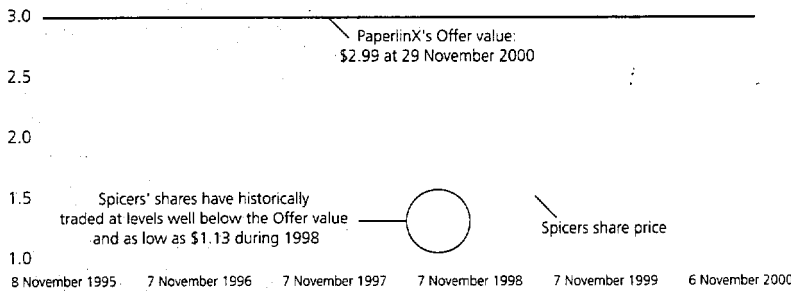 3.0
PaperlinX's Offer value:
$2.99 at 29 November 2000
2.5
2.0
1.5
Spicers' shares have historically
traded at levels well below the Offer value
and as low as $1.13 during 1998
Spicers share price
1.0
8 November 1995 7 November 1996 7 November 1997 7 November 1998 7 November 1999 6 November 2000